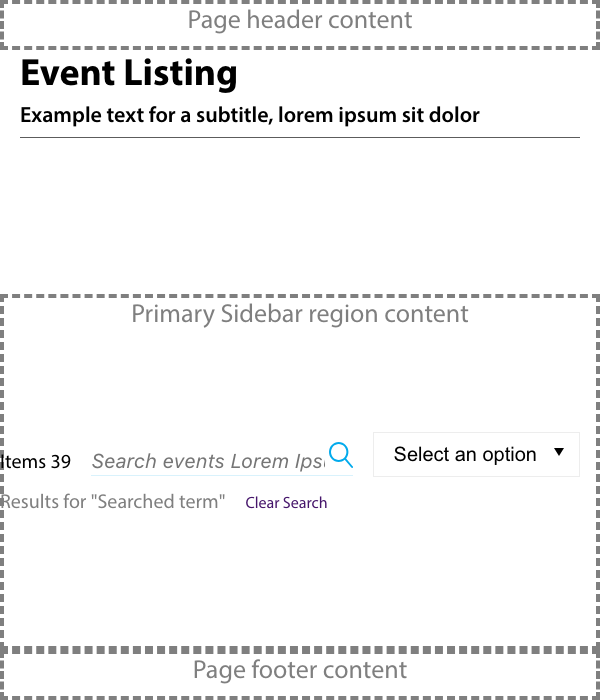 Page header content
Event Listing
Example text for a subtitle, lorem ipsum sit dolor
Primary Sidebar region content
Items 39 Search events Lorem Ips Select an option
Results for "Searched term" Clear Search
Page footer content